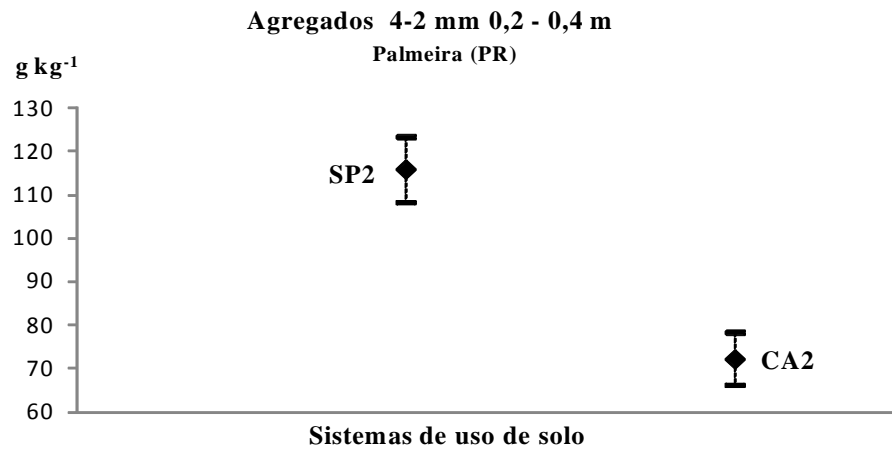 Agregados 4-2 mm 0,2 - 0,4 m
Palmeira (PR)
g kg⁻¹
130
120
SP2
110
100
90
80
CA2
70
60
Sistemas de uso de solo